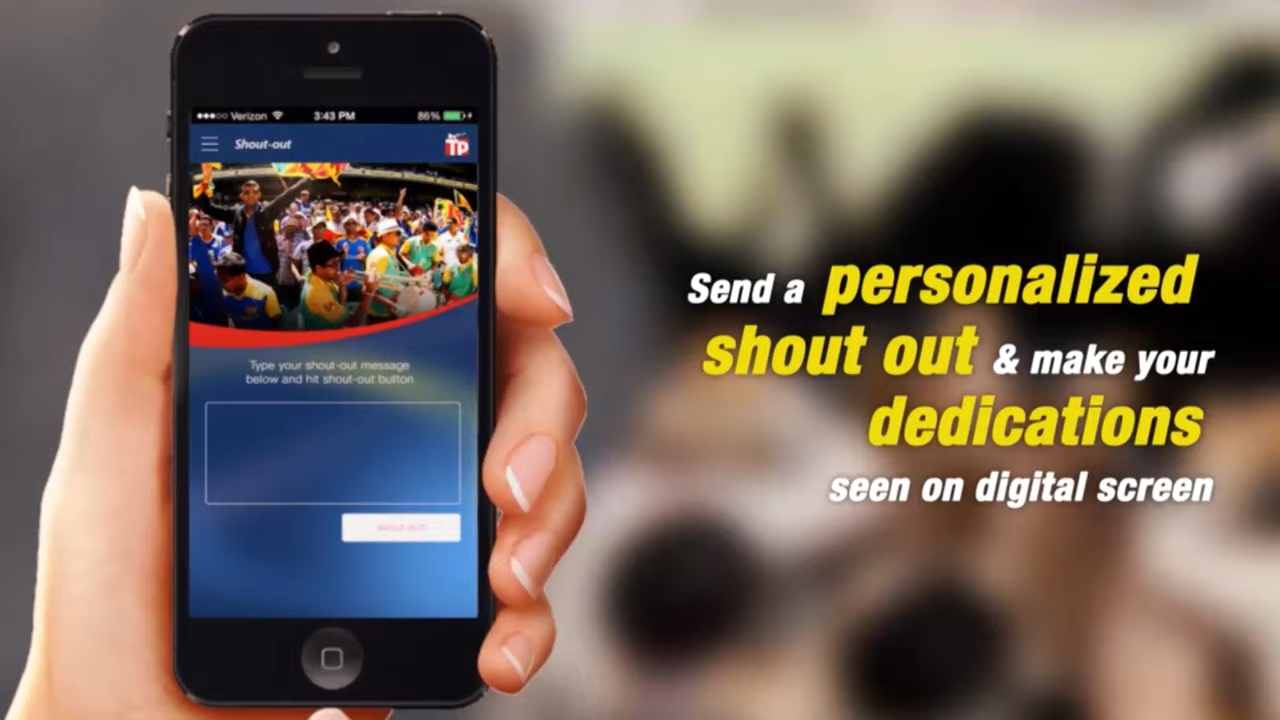 Verizon 3:43 PM 86%
Shout-out
TP
Type your shout-out message
below and hit shout-out button
Send a personalized
shout out & make your
dedications
seen on digital screen